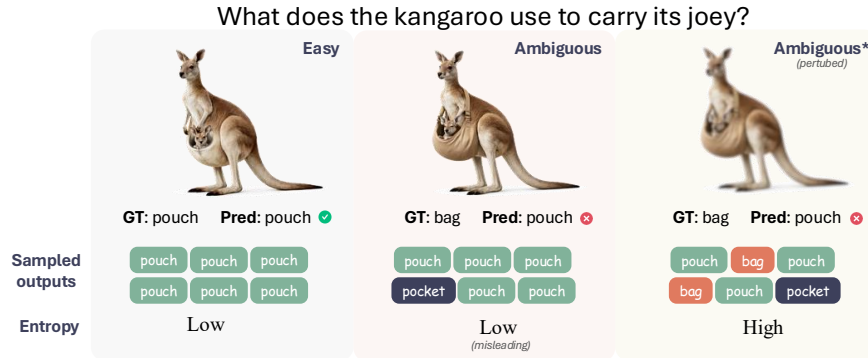 What does the kangaroo use to carry its joey?
Easy
Ambiguous
Ambiguous*
(pertubed)
GT: pouch Pred: pouch
GT: bag Pred: pouch
GT: bag Pred: pouch
Sampled outputs
pouch pouch pouch
pouch pouch pouch
pouch pouch pouch
pocket pouch pouch
pouch bag pouch
bag pouch pocket
Entropy
Low
Low
(misleading)
High